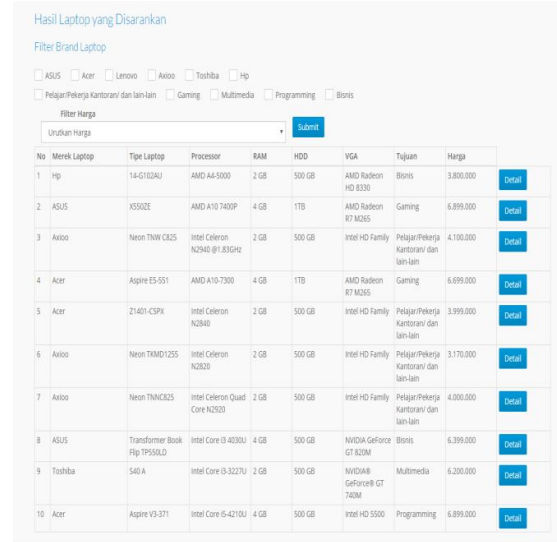 Hasil Laptop yang Disarankan
Filter Brand Laptop
ASUS Acer Lenovo Axioo Toshiba Hp
Pelajar/Pekerja Kantoran/ dan lain-lain Gaming Multimedia Programming Bisnis
Filter Harga
Urutkan Harga Submit
No Merek Laptop Tipe Laptop Processor RAM HDD VGA Tujuan Harga
1 Hp 14-G102AU AMD A4-5000 2 GB 500 GB AMD Radeon Bisnis 3.800.000 Detail
HD 8330
2 ASUS X550ZE AMD A10 7400P 4 GB 1TB AMD Radeon Gaming 6.899.000 Detail
R7 M265
3 Axioo Neon TNW C825 Intel Celeron 2 GB 500 GB Intel HD Family Pelajar/Pekerja 4.100.000 Detail
N2940 @1.83GHz Kantoran/ dan
lain-lain
4 Acer Aspire E5-551 AMD A10-7300 4 GB 1TB AMD Radeon Gaming 6.699.000 Detail
R7 M265
5 Acer Z1401-C5PX Intel Celeron 2 GB 500 GB Intel HD Family Pelajar/Pekerja 3.999.000 Detail
N2840 Kantoran/ dan
lain-lain
6 Axioo Neon TKMD1255 Intel Celeron 2 GB 500 GB Intel HD Family Pelajar/Pekerja 3.170.000 Detail
N2820 Kantoran/ dan
lain-lain
7 Axioo Neon TNNC825 Intel Celeron Quad 2 GB 500 GB Intel HD Family Pelajar/Pekerja 4.000.000 Detail
Core N2920 Kantoran/ dan
lain-lain
8 ASUS Transformer Book Intel Core i3 4030U 4 GB 500 GB NVIDIA GeForce Bisnis 6.399.000 Detail
Flip TP550LD GT 820M
9 Toshiba S40 A Intel Core i3-3227U 2 GB 500 GB NVIDIA® Multimedia 6.200.000 Detail
GeForce® GT
740M
10 Acer Aspire V3-371 Intel Core i5-4210U 4 GB 500 GB Intel HD 5500 Programming 6.899.000 Detail